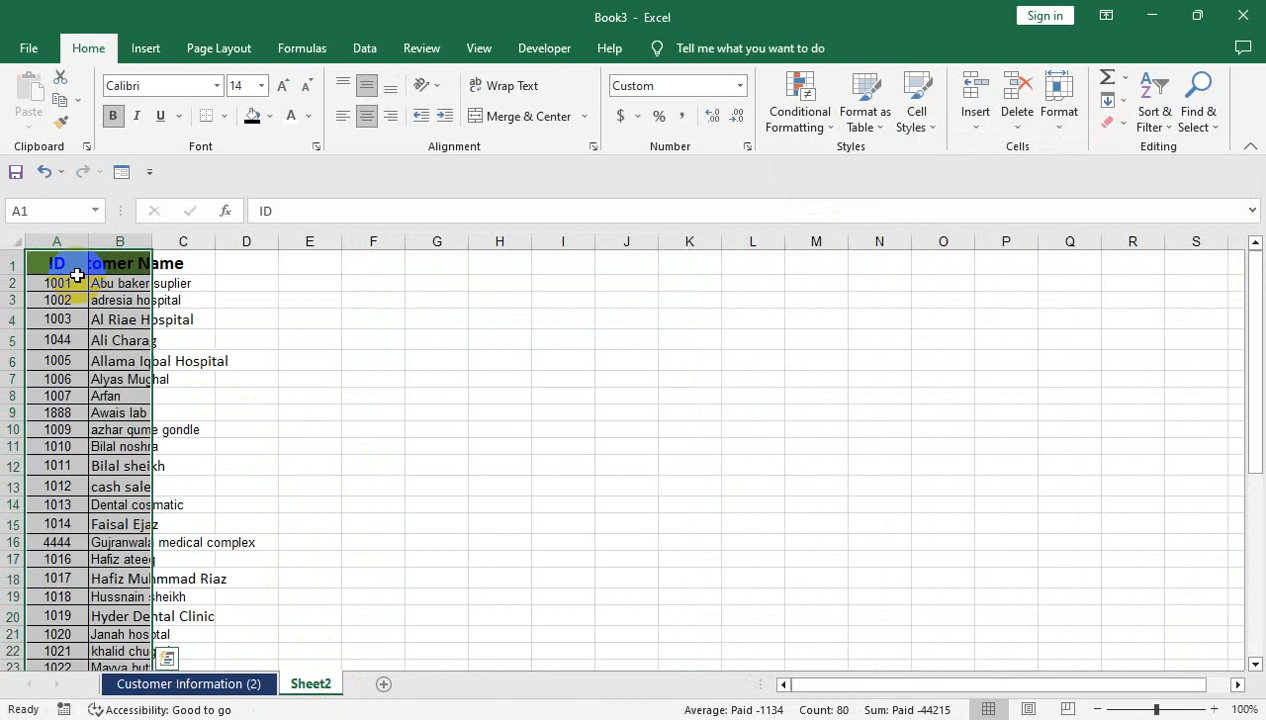 Book3 - Excel
Sign in
File Home Insert Page Layout Formulas Data Review View Developer Help Tell me what you want to do
Paste
Calibri 14
B I U
Wrap Text
Merge & Center
Custom
$ % ,
Conditional Formatting
Format as Table
Cell Styles
Insert Delete Format
Sort & Filter
Find & Select
Clipboard Font Alignment Number Styles Cells Editing
A1 fx ID
A B C D E F G H I J K L M N O P Q R S
1 ID tomer Name
2 1001 Abu baker suplier
3 1002 adresia hospital
4 1003 Al Riae Hospital
5 1044 Ali Charag
6 1005 Allama Iqbal Hospital
7 1006 Alyas Mughal
8 1007 Arfan
9 1888 Awais lab
10 1009 azhar qume gondle
11 1010 Bilal noshra
12 1011 Bilal sheikh
13 1012 cash sale
14 1013 Dental cosmatic
15 1014 Faisal Ejaz
16 4444 Gujranwala medical complex
17 1016 Hafiz ateeq
18 1017 Hafiz Muhmmad Riaz
19 1018 Hussnain sheikh
20 1019 Hyder Dental Clinic
21 1020 Janah hosptal
22 1021 khalid chug
23 1022
Customer Information (2) Sheet2
Ready Accessibility: Good to go Average: Paid -1134 Count: 80 Sum: Paid -44215 100%